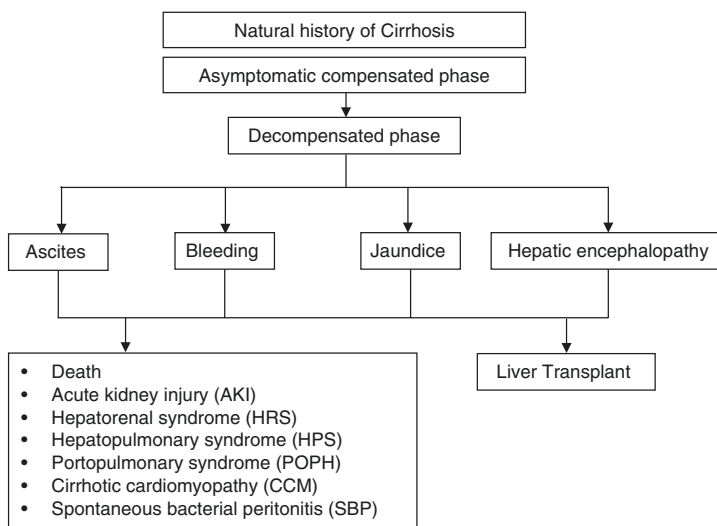 Natural history of Cirrhosis
Asymptomatic compensated phase
Decompensated phase
Ascites
Bleeding
Jaundice
Hepatic encephalopathy
• Death
• Acute kidney injury (AKI)
• Hepatorenal syndrome (HRS)
• Hepatopulmonary syndrome (HPS)
• Portopulmonary syndrome (POPH)
• Cirrhotic cardiomyopathy (CCM)
• Spontaneous bacterial peritonitis (SBP)
Liver Transplant